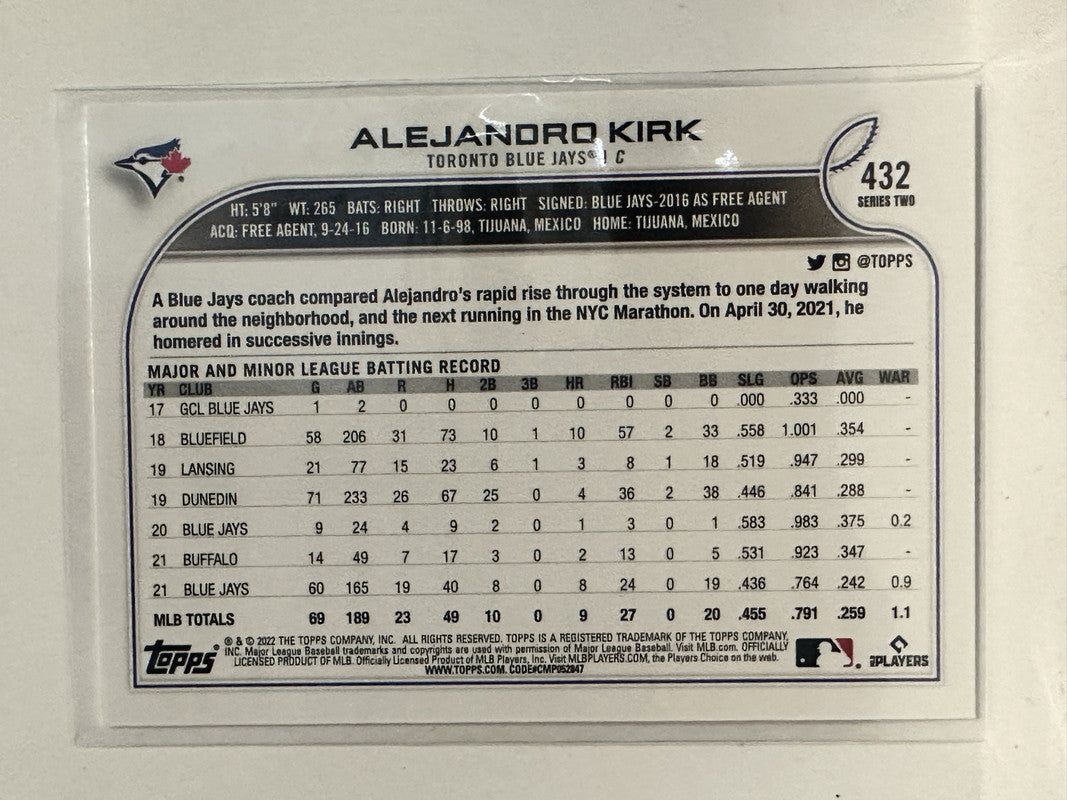 ALEJANDRO KIRK
TORONTO BLUE JAYS® | C
432
SERIES TWO
HT: 5'8" WT: 265 BATS: RIGHT THROWS: RIGHT SIGNED: BLUE JAYS-2016 AS FREE AGENT
ACQ: FREE AGENT, 9-24-16 BORN: 11-6-98, TIJUANA, MEXICO HOME: TIJUANA, MEXICO
@TOPPS
A Blue Jays coach compared Alejandro's rapid rise through the system to one day walking
around the neighborhood, and the next running in the NYC Marathon. On April 30, 2021, he
homered in successive innings.
MAJOR AND MINOR LEAGUE BATTING RECORD
YR CLUB G AB R H 2B 3B HR RBI SB BB SLG OPS AVG WAR
17 GCL BLUE JAYS 1 2 0 0 0 0 0 0 0 0 .000 .333 .000 -
18 BLUEFIELD 58 206 31 73 10 1 10 57 2 33 .558 1.001 .354 -
19 LANSING 21 77 15 23 6 1 3 8 1 18 .519 .947 .299 -
19 DUNEDIN 71 233 26 67 25 0 4 36 2 38 .446 .841 .288 -
20 BLUE JAYS 9 24 4 9 2 0 1 3 0 1 .583 .983 .375 0.2
21 BUFFALO 14 49 7 17 3 0 2 13 0 5 .531 .923 .347 -
21 BLUE JAYS 60 165 19 40 8 0 8 24 0 19 .436 .764 .242 0.9
MLB TOTALS 69 189 23 49 10 0 9 27 0 20 .455 .791 .259 1.1
Topps®
® & © 2022 THE TOPPS COMPANY, INC. ALL RIGHTS RESERVED. TOPPS IS A REGISTERED TRADEMARK OF THE TOPPS COMPANY,
INC. Major League Baseball trademarks and copyrights are used with permission of Major League Baseball. Visit MLB.com. OFFICIALLY
LICENSED PRODUCT OF MLB. Officially Licensed Product of MLB Players, Inc. Visit MLBPLAYERS.COM, the Players Choice on the web.
WWW.TOPPS.COM. CODE#CMP052847
PLAYERS